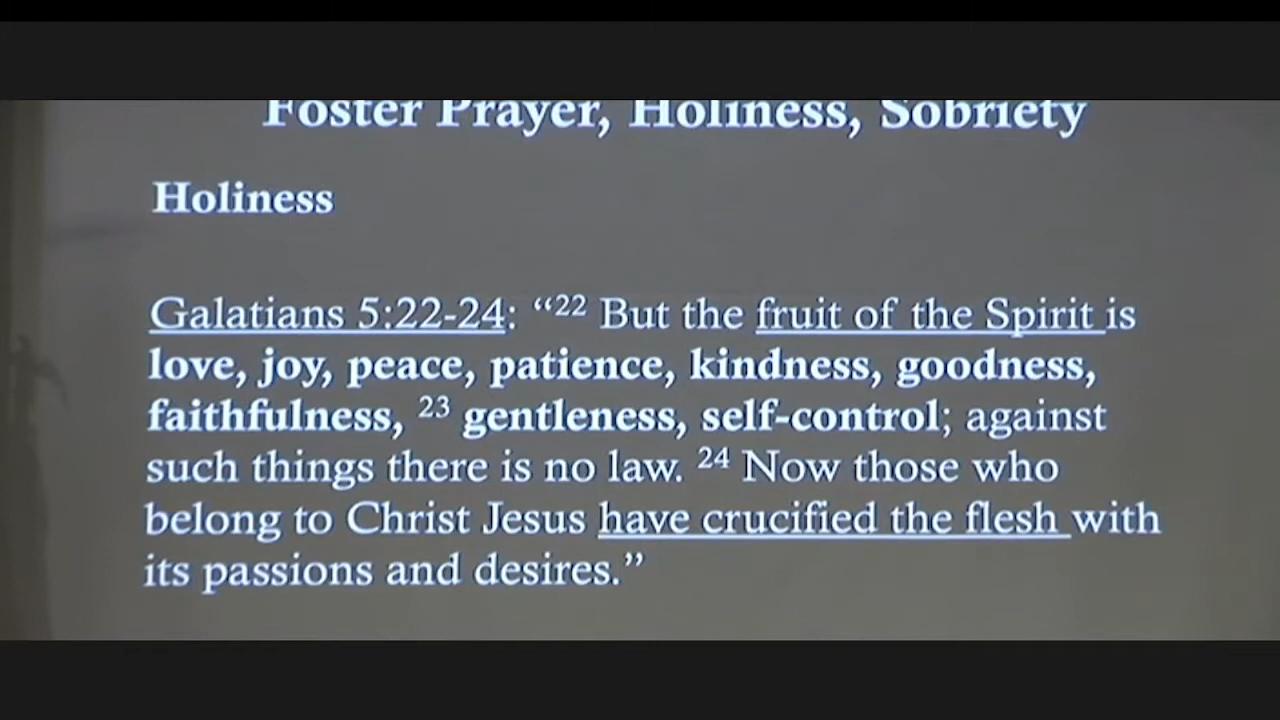 Foster Prayer, Holiness, Sobriety
Holiness
Galatians 5:22-24: “²² But the fruit of the Spirit is
love, joy, peace, patience, kindness, goodness,
faithfulness, ²³ gentleness, self-control; against
such things there is no law. ²⁴ Now those who
belong to Christ Jesus have crucified the flesh with
its passions and desires.”